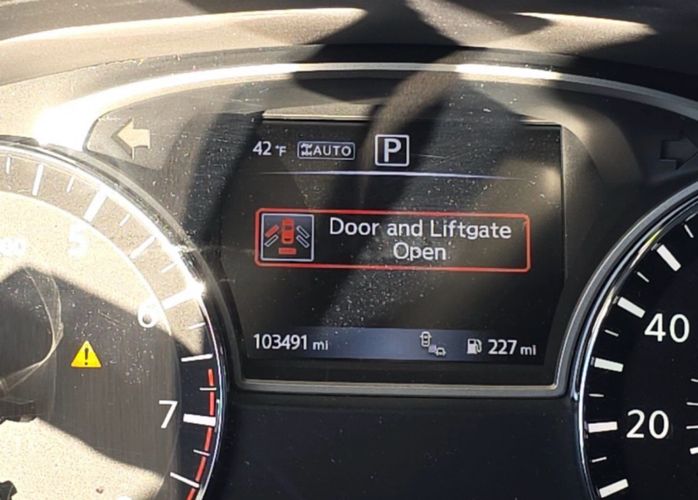 42 °F AUTO P
Door and Liftgate
Open
103491 mi 227 mi
5
6
7
40
20